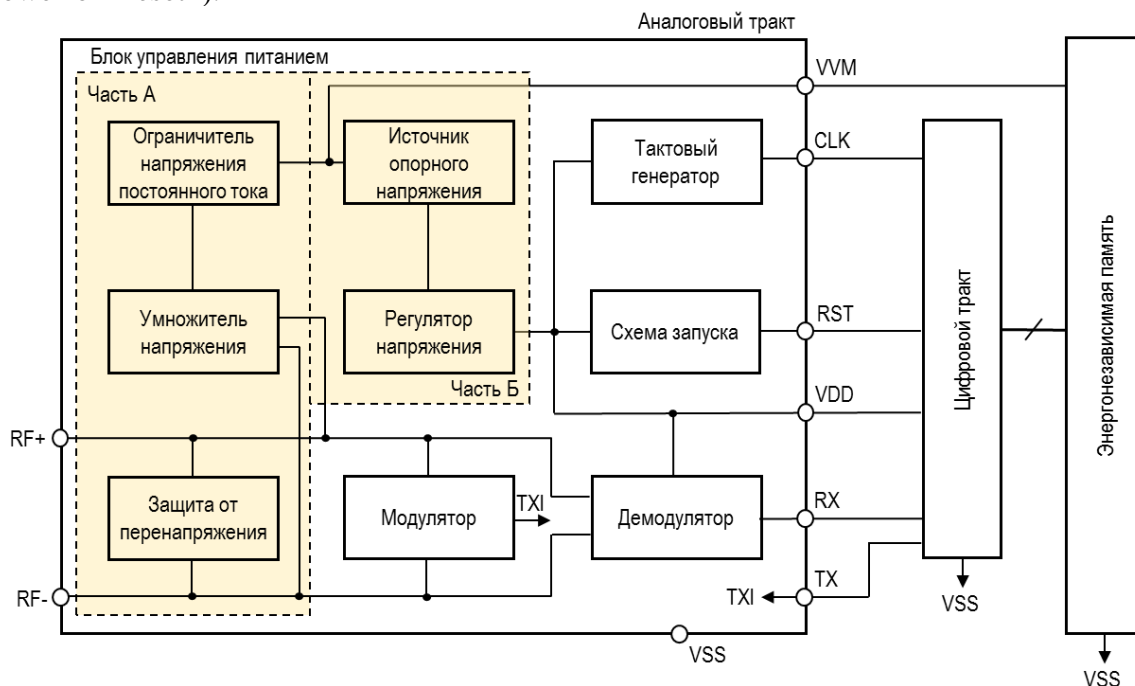 Аналоговый тракт
Блок управления питанием
Часть А
Ограничитель
напряжения
постоянного тока
Источник
опорного
напряжения
Тактовый
генератор
VVM
CLK
Умножитель
напряжения
Регулятор
напряжения
Часть Б
Схема запуска
RST
VDD
Цифровой тракт
Энергонезависимая память
RF+
Защита от
перенапряжения
Модулятор
TXI
Демодулятор
RX
TX
TXI
RF-
VSS
VSS
VSS